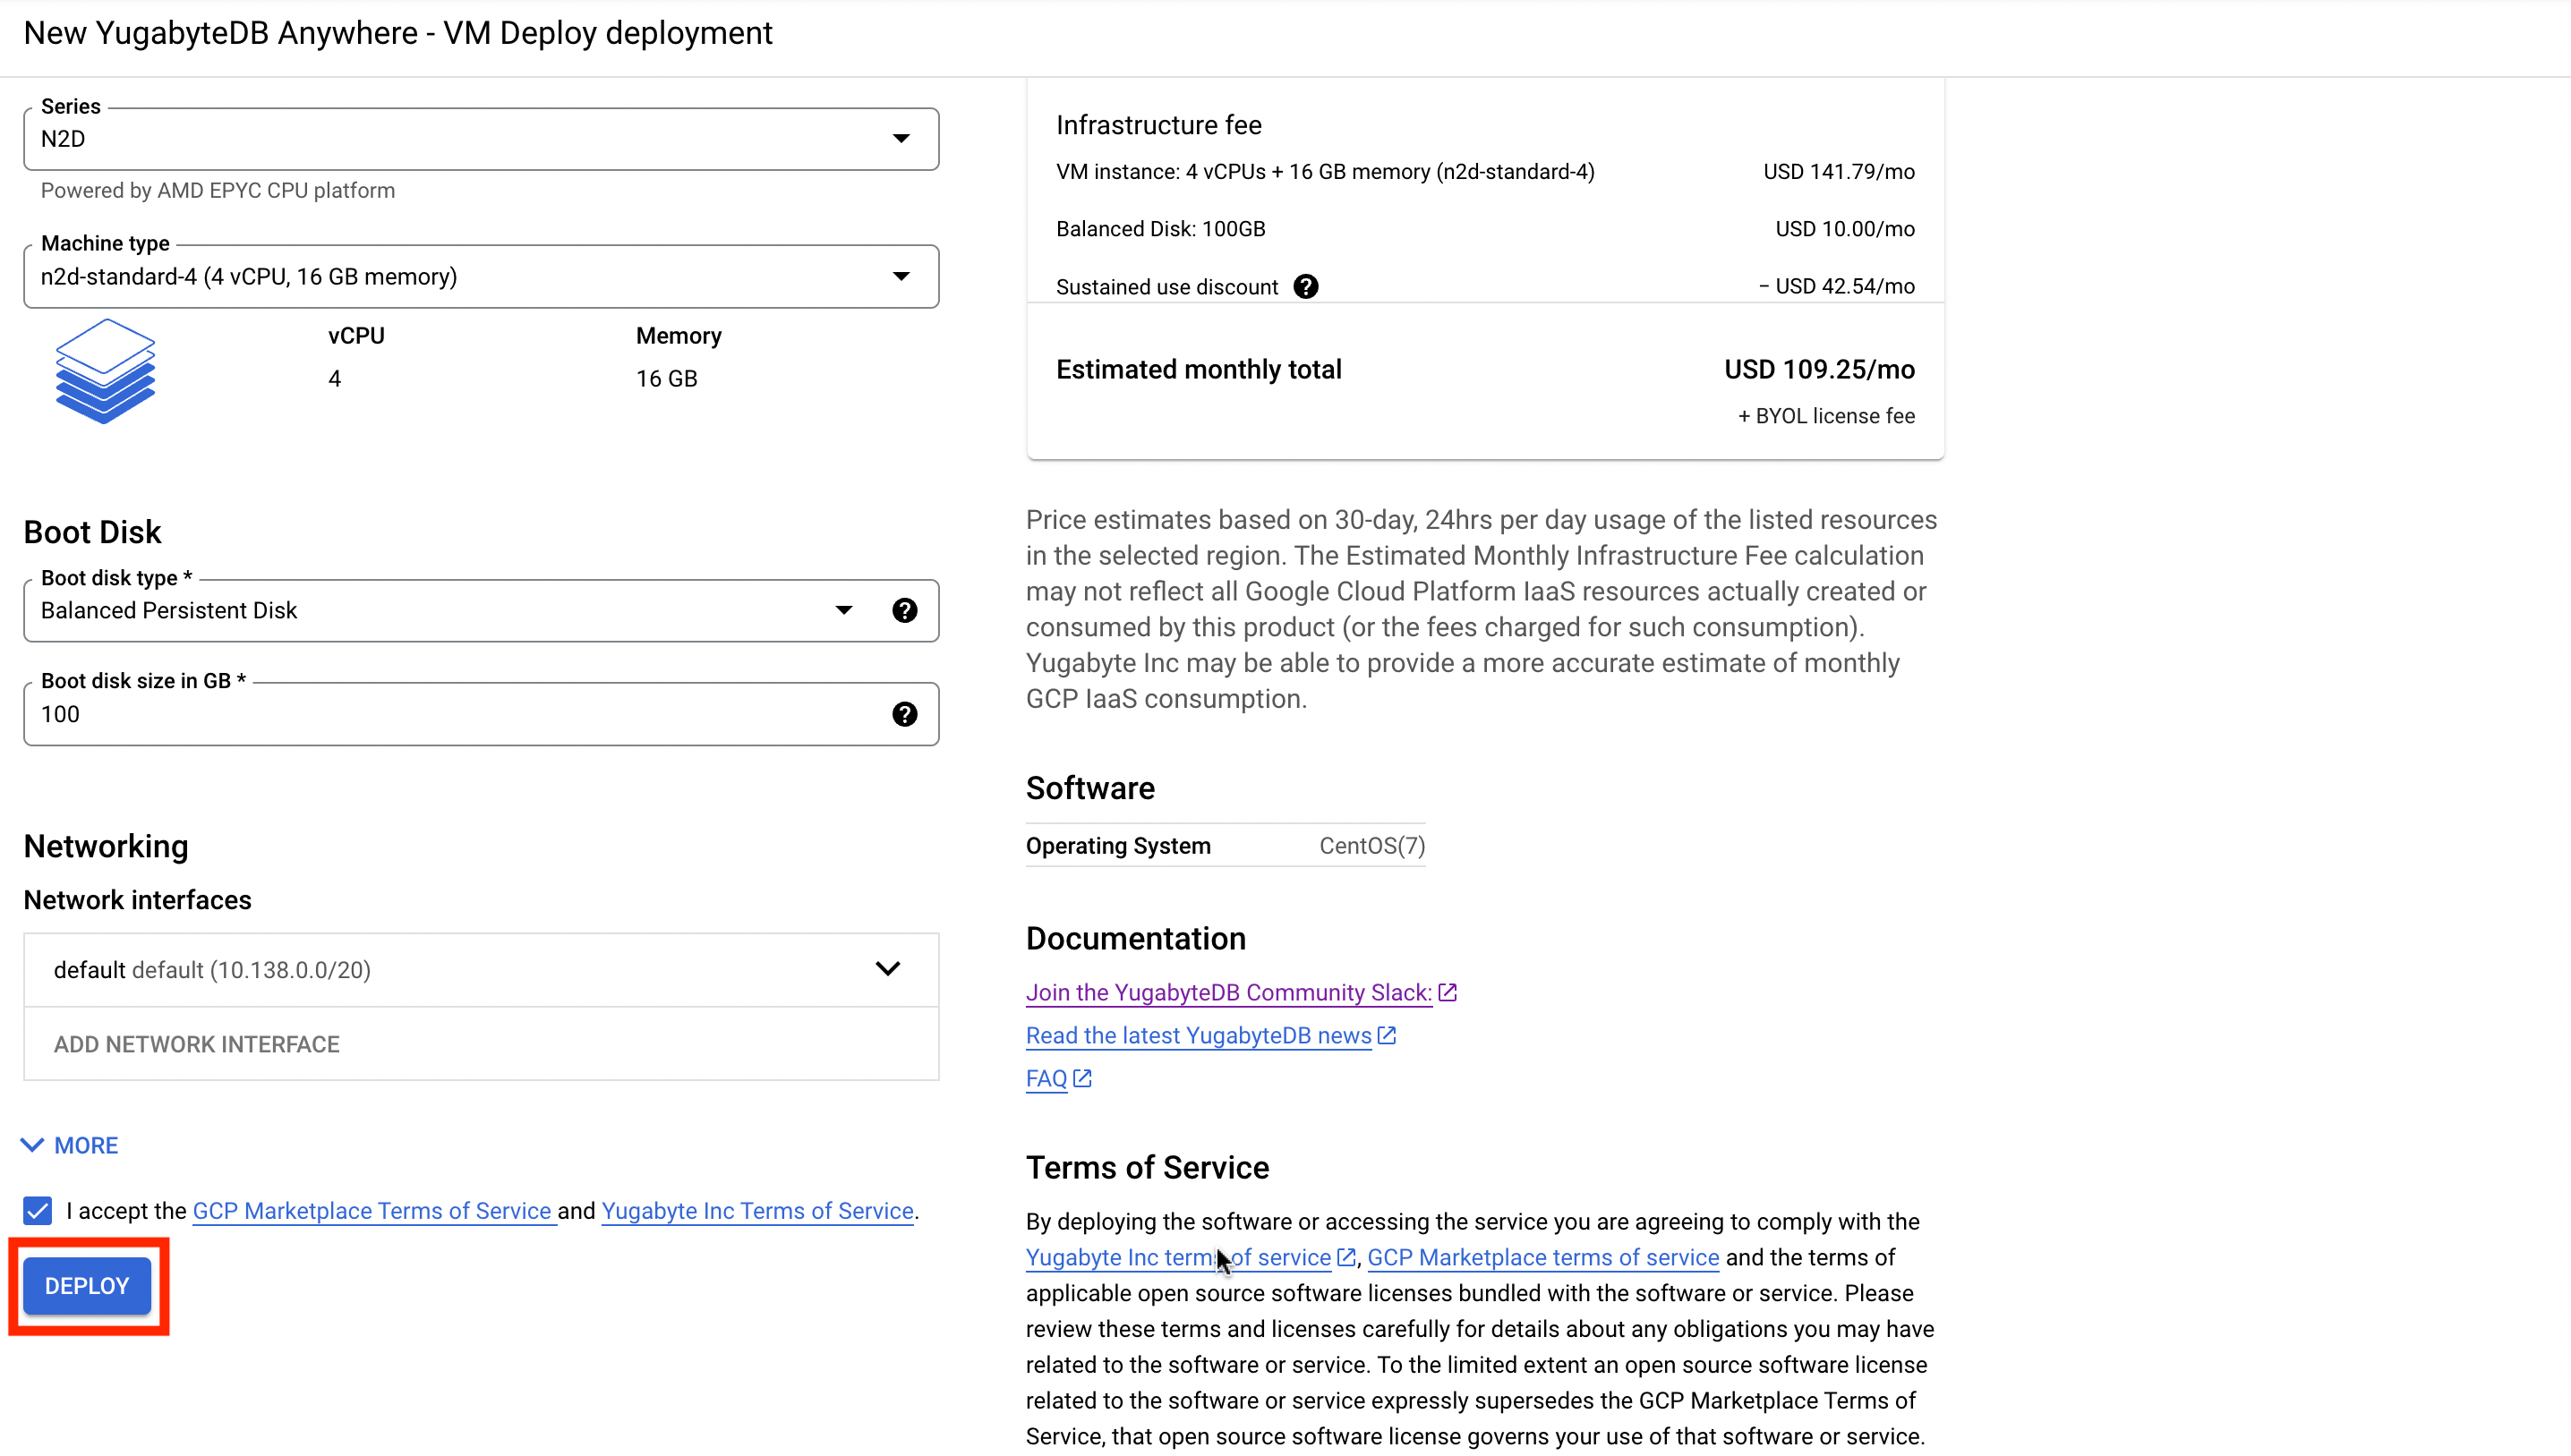 New YugabyteDB Anywhere - VM Deploy deployment
Series
N2D
Powered by AMD EPYC CPU platform
Machine type
n2d-standard-4 (4 vCPU, 16 GB memory)
vCPU
Memory
4
16 GB
Boot Disk
Boot disk type *
Balanced Persistent Disk
Boot disk size in GB *
100
Networking
Network interfaces
default default (10.138.0.0/20)
ADD NETWORK INTERFACE
MORE
I accept the GCP Marketplace Terms of Service and Yugabyte Inc Terms of Service.
DEPLOY
Infrastructure fee
VM instance: 4 vCPUs + 16 GB memory (n2d-standard-4) USD 141.79/mo
Balanced Disk: 100GB USD 10.00/mo
Sustained use discount − USD 42.54/mo
Estimated monthly total USD 109.25/mo
+ BYOL license fee
Price estimates based on 30-day, 24hrs per day usage of the listed resources
in the selected region. The Estimated Monthly Infrastructure Fee calculation
may not reflect all Google Cloud Platform IaaS resources actually created or
consumed by this product (or the fees charged for such consumption).
Yugabyte Inc may be able to provide a more accurate estimate of monthly
GCP IaaS consumption.
Software
Operating System CentOS(7)
Documentation
Join the YugabyteDB Community Slack:
Read the latest YugabyteDB news
FAQ
Terms of Service
By deploying the software or accessing the service you are agreeing to comply with the
Yugabyte Inc terms of service, GCP Marketplace terms of service and the terms of
applicable open source software licenses bundled with the software or service. Please
review these terms and licenses carefully for details about any obligations you may have
related to the software or service. To the limited extent an open source software license
related to the software or service expressly supersedes the GCP Marketplace Terms of
Service, that open source software license governs your use of that software or service.